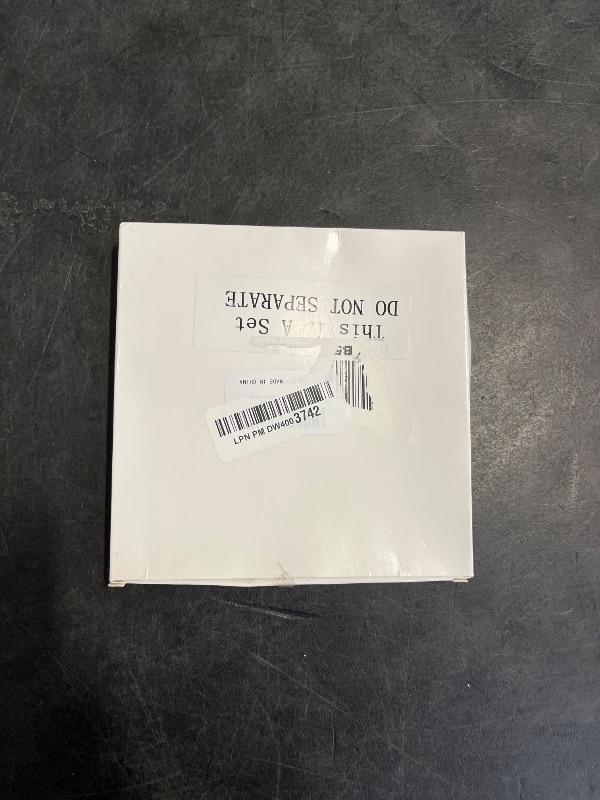 This A Set
DO NOT SEPARATE
MADE IN CHINA
LPN PM DW4003742